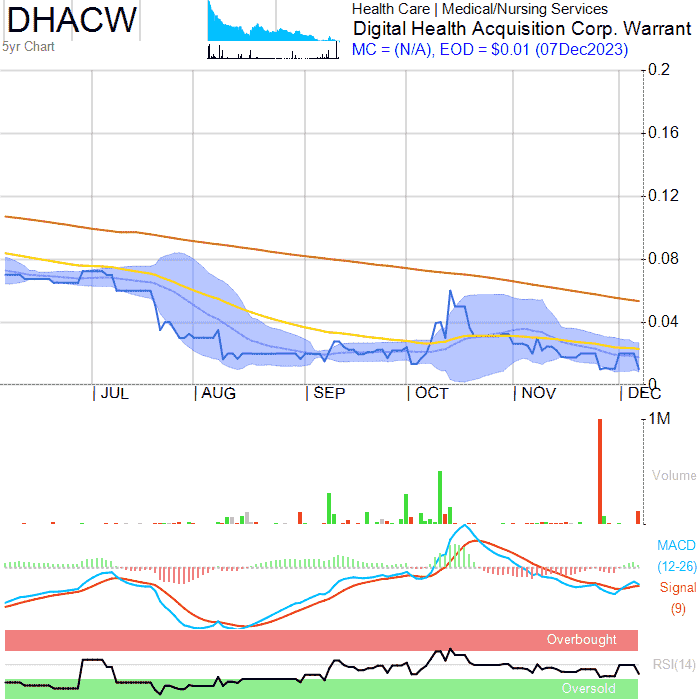 DHACW
5yr Chart
Health Care | Medical/Nursing Services
Digital Health Acquisition Corp. Warrant
MC = (N/A), EOD = $0.01 (07Dec2023)
0.2
0.16
0.12
0.08
0.04
0
JUL AUG SEP OCT NOV DEC
1M
Volume
MACD
(12-26)
Signal
(9)
Overbought
RSI(14)
Oversold